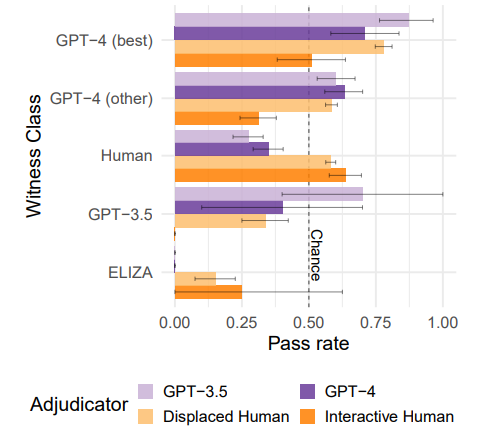 Witness Class
GPT−4 (best)
GPT−4 (other)
Human
GPT−3.5
ELIZA
Chance
0.00 0.25 0.50 0.75 1.00
Pass rate
Adjudicator
GPT−3.5 GPT−4
Displaced Human Interactive Human